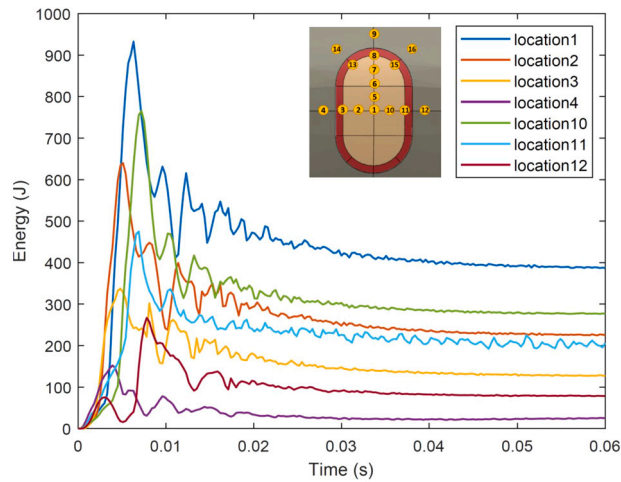 1000
900
800
700
600
500
400
300
200
100
0
Energy (J)
0 0.01 0.02 0.03 0.04 0.05 0.06
Time (s)
9
14 16
8
13 15
7
6
5
4 3 2 1 10 11 12
location1
location2
location3
location4
location10
location11
location12